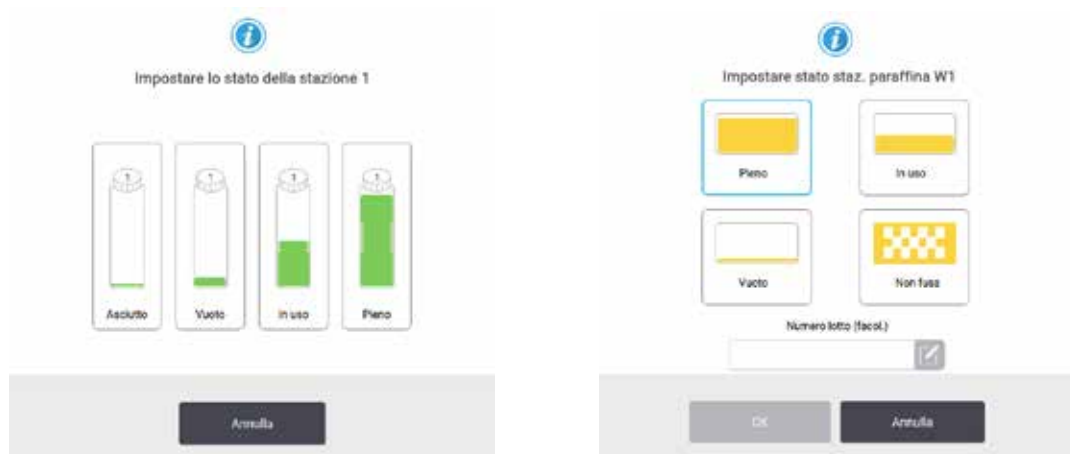 Impostare lo stato della stazione 1
1
1
1
1
Asciutto
Vuoto
In uso
Pieno
Annulla
Impostare stato staz. paraffina W1
Pieno
In uso
Vuoto
Non fusa
Numero lotto (facol.)
OK
Annulla